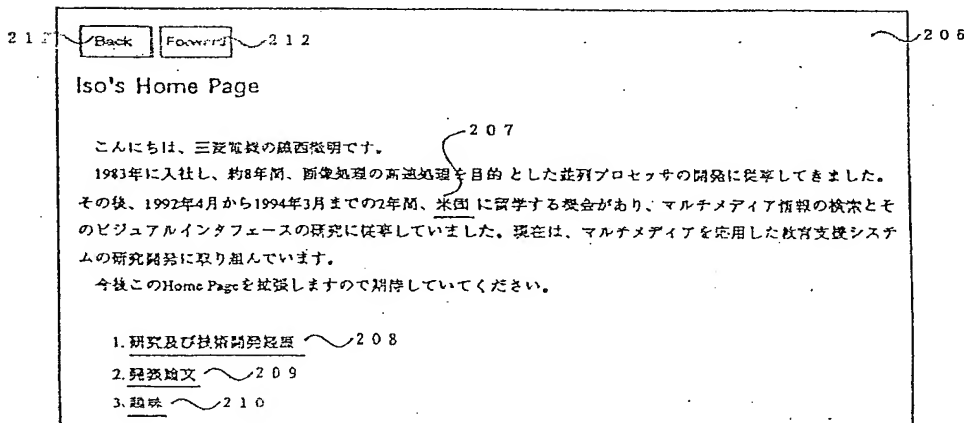 Back Forward 212 206
Iso's Home Page
207
こんにちは、三菱電機の です。
1983年に入社し、約8年間、画像処理の高速処理を目的 とした並列プロセッサの開発に従事してきました。
その後、1992年4月から1994年3月までの2年間、米国 に留学する機会があり、マルチメディア情報の検索とそ
のビジュアルインタフェースの研究に従事していました。現在は、マルチメディアを応用した教育支援システ
ムの研究開発に取り組んでいます。
今後このHome Pageを拡張しますので期待していてください。
1. 研究及び技術開発経歴 208
2. 発表論文 209
3. 趣味 210